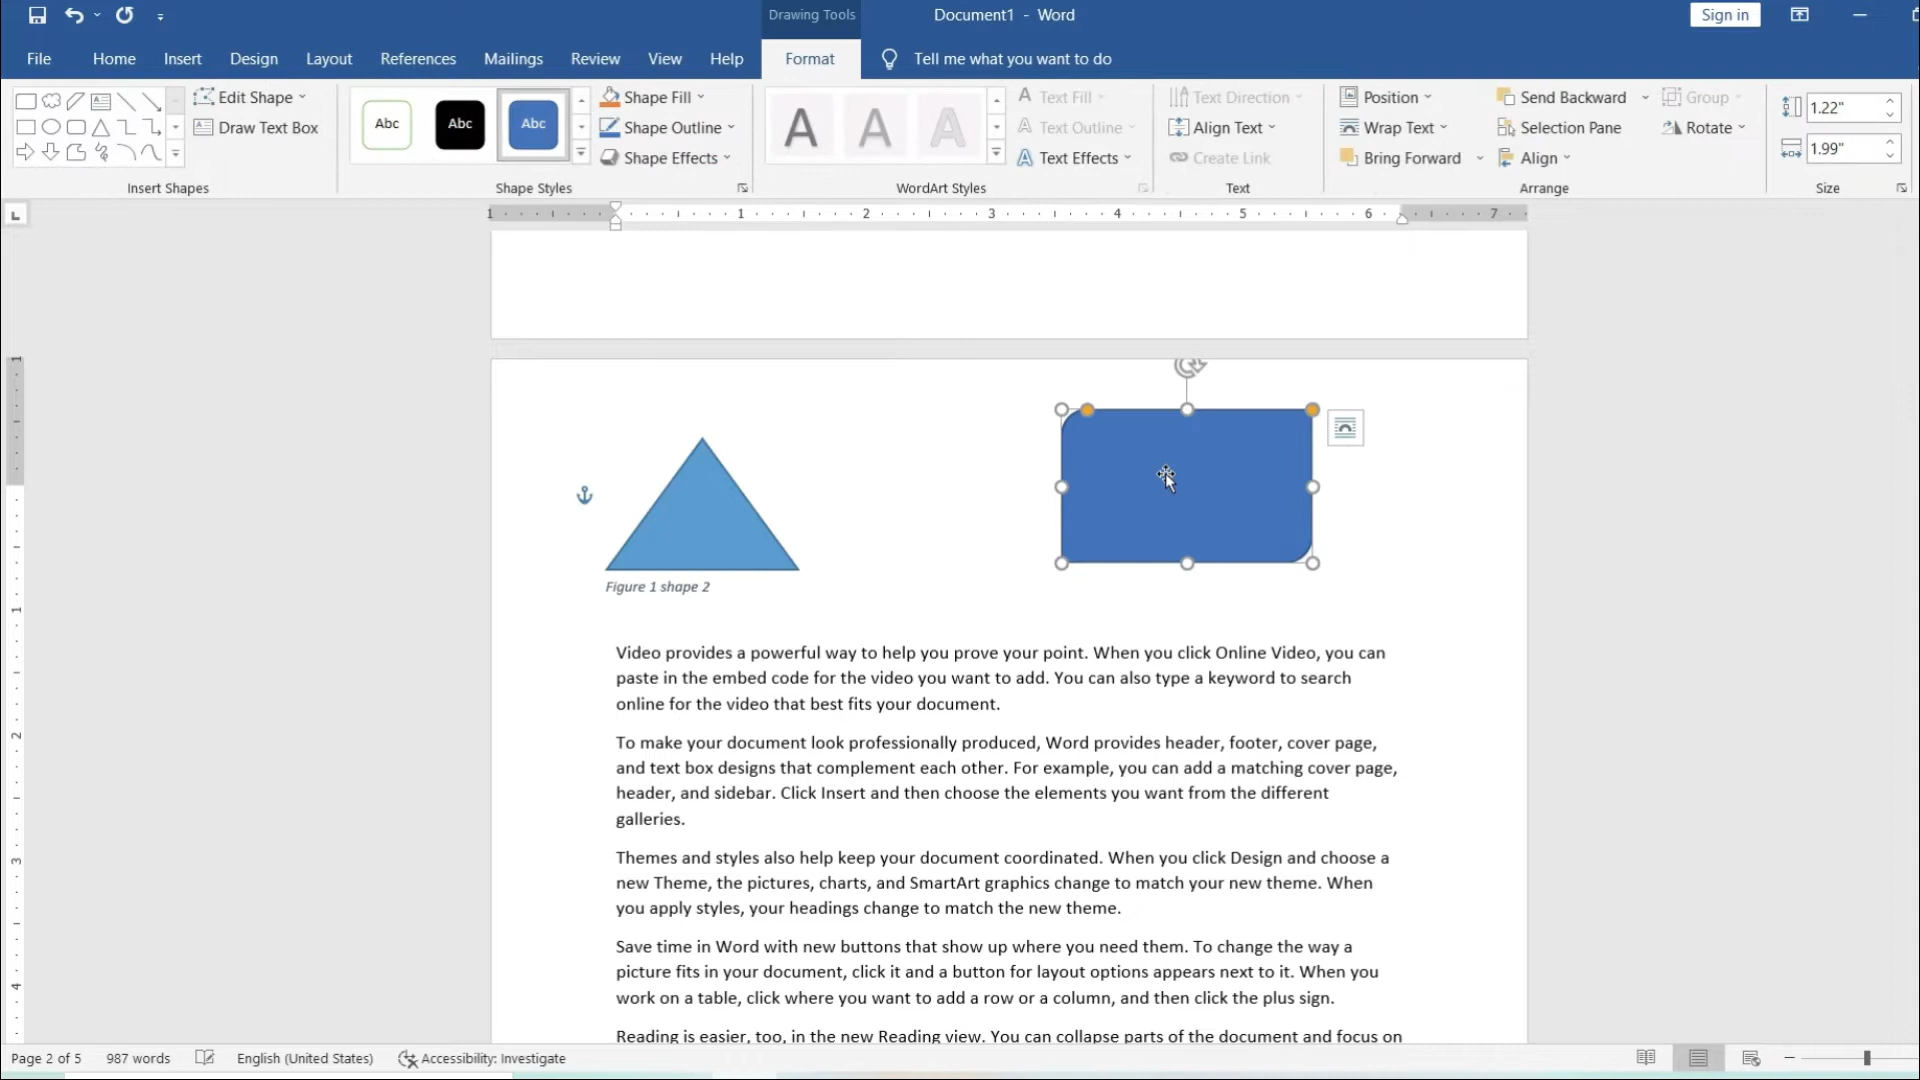 Drawing Tools
Document1 - Word
Sign in
File Home Insert Design Layout References Mailings Review View Help Format Tell me what you want to do
Edit Shape
Draw Text Box
Insert Shapes
Abc Abc Abc
Shape Fill
Shape Outline
Shape Effects
Shape Styles
A A A
WordArt Styles
Text Fill
Text Outline
Text Effects
Text Direction
Align Text
Create Link
Text
Position
Wrap Text
Bring Forward
Send Backward
Selection Pane
Align
Group
Rotate
Arrange
1.22"
1.99"
Size
1 1 2 3 4 5 6 7
1
1
2
3
4
Figure 1 shape 2
Video provides a powerful way to help you prove your point. When you click Online Video, you can
paste in the embed code for the video you want to add. You can also type a keyword to search
online for the video that best fits your document.
To make your document look professionally produced, Word provides header, footer, cover page,
and text box designs that complement each other. For example, you can add a matching cover page,
header, and sidebar. Click Insert and then choose the elements you want from the different
galleries.
Themes and styles also help keep your document coordinated. When you click Design and choose a
new Theme, the pictures, charts, and SmartArt graphics change to match your new theme. When
you apply styles, your headings change to match the new theme.
Save time in Word with new buttons that show up where you need them. To change the way a
picture fits in your document, click it and a button for layout options appears next to it. When you
work on a table, click where you want to add a row or a column, and then click the plus sign.
Reading is easier, too, in the new Reading view. You can collapse parts of the document and focus on
Page 2 of 5 987 words English (United States) Accessibility: Investigate